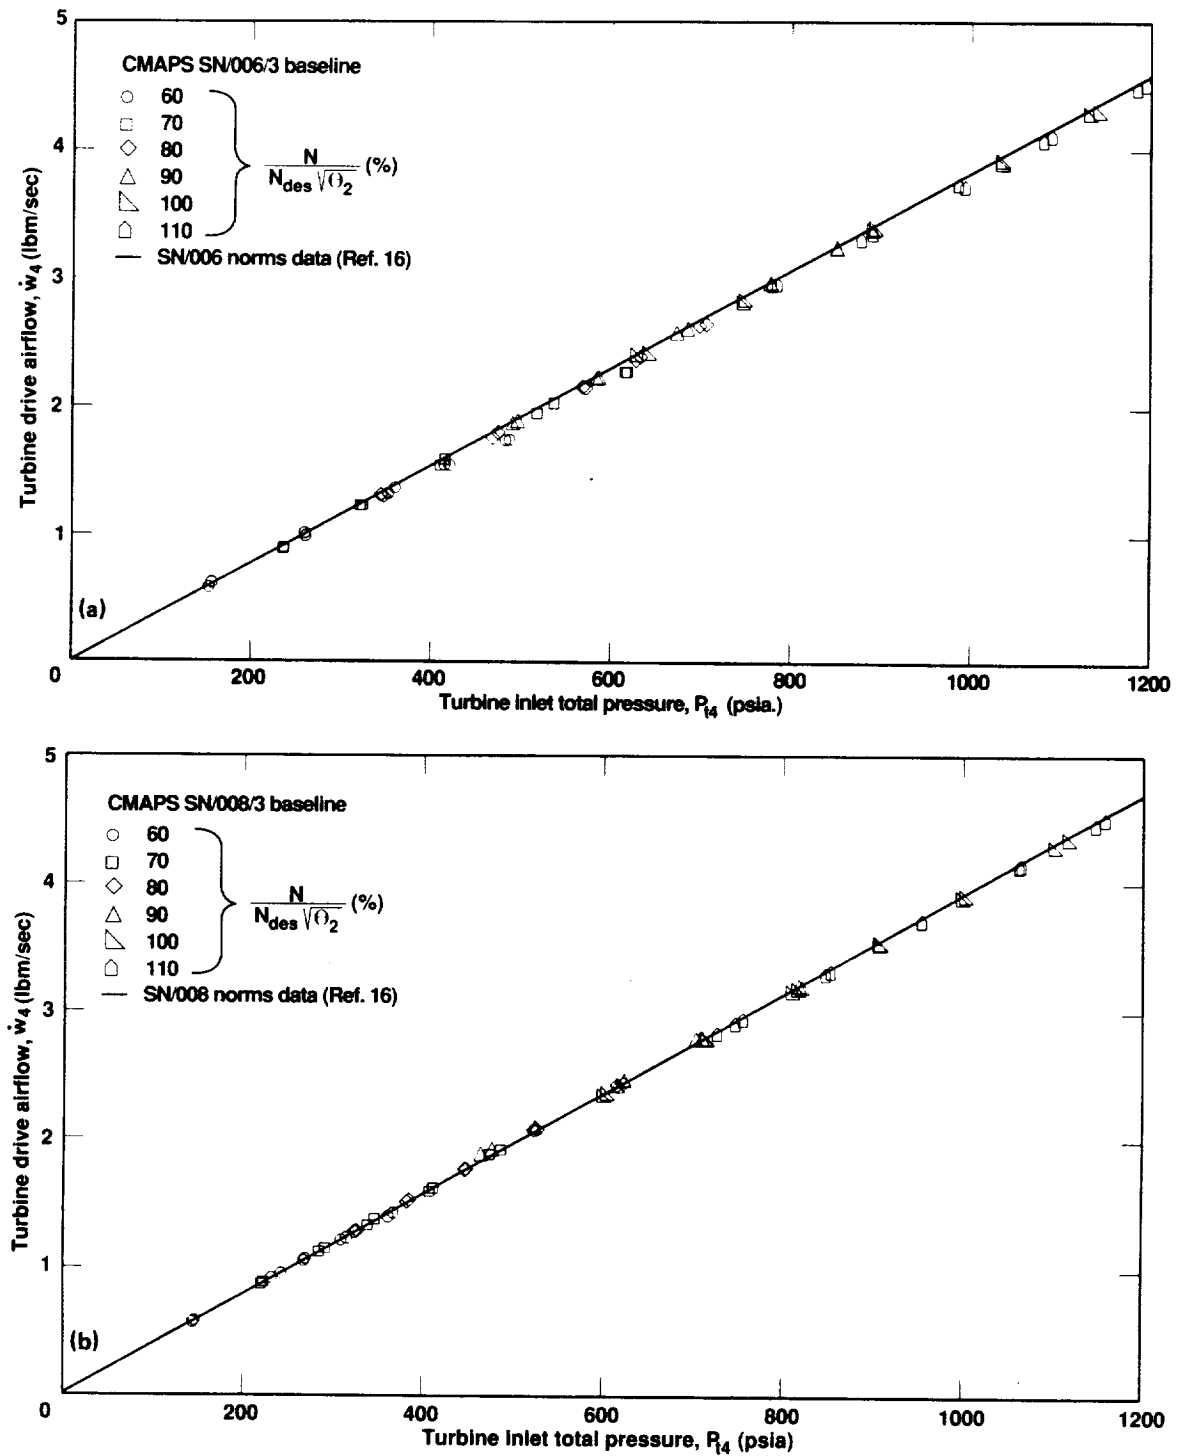 5
CMAPS SN/006/3 baseline
60
70
80
90
100
110
N
N_des √Θ_2 (%)
SN/006 norms data (Ref. 16)
4
3
2
1
0
Turbine drive airflow, ẇ_4 (lbm/sec)
(a)
200 400 600 800 1000 1200
Turbine inlet total pressure, P_t4 (psia.)
5
CMAPS SN/008/3 baseline
60
70
80
90
100
110
N
N_des √Θ_2 (%)
SN/008 norms data (Ref. 16)
4
3
2
1
0
Turbine drive airflow, ẇ_4 (lbm/sec)
(b)
200 400 600 800 1000 1200
Turbine inlet total pressure, P_t4 (psia)